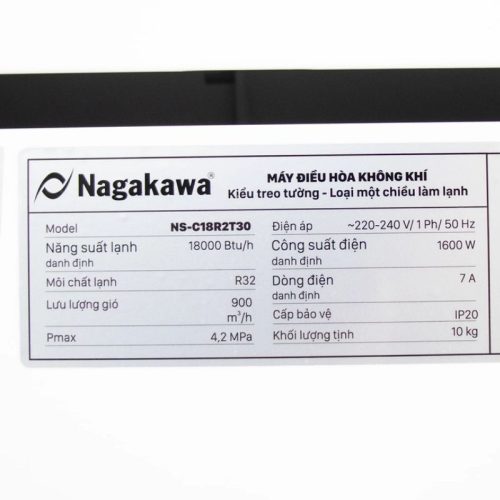 Nagakawa®
MÁY ĐIỀU HÒA KHÔNG KHÍ
Kiểu treo tường - Loại một chiều làm lạnh
Model NS-C18R2T30
Năng suất lạnh 18000 Btu/h
danh định
Môi chất lạnh R32
Lưu lượng gió 900
m³/h
Pmax 4,2 MPa
Điện áp ~220-240 V/ 1 Ph/ 50 Hz
Công suất điện 1600 W
danh định
Dòng điện 7 A
danh định
Cấp bảo vệ IP20
Khối lượng tịnh 10 kg